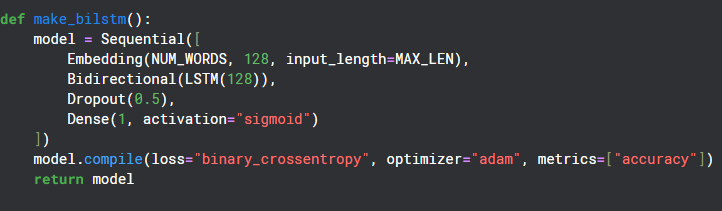 def make_bilstm():
    model = Sequential([
        Embedding(NUM_WORDS, 128, input_length=MAX_LEN),
        Bidirectional(LSTM(128)),
        Dropout(0.5),
        Dense(1, activation="sigmoid")
    ])
    model.compile(loss="binary_crossentropy", optimizer="adam", metrics=["accuracy"])
    return model